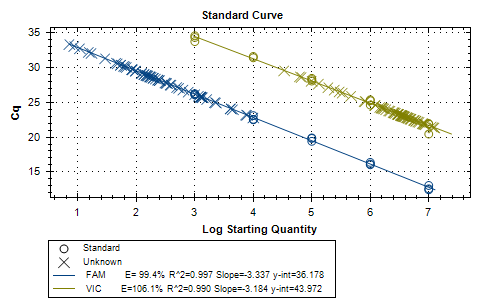 Standard Curve
35
30
25
20
15
Cq
1 2 3 4 5 6 7
Log Starting Quantity
Standard
Unknown
FAM E= 99.4% R^2=0.997 Slope=-3.337 y-int=36.178
VIC E=106.1% R^2=0.990 Slope=-3.184 y-int=43.972